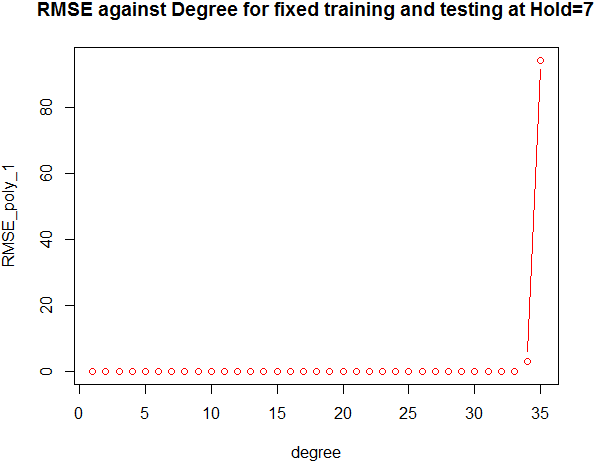 RMSE against Degree for fixed training and testing at Hold=7
RMSE_poly_1
80
60
40
20
0
0 5 10 15 20 25 30 35
degree